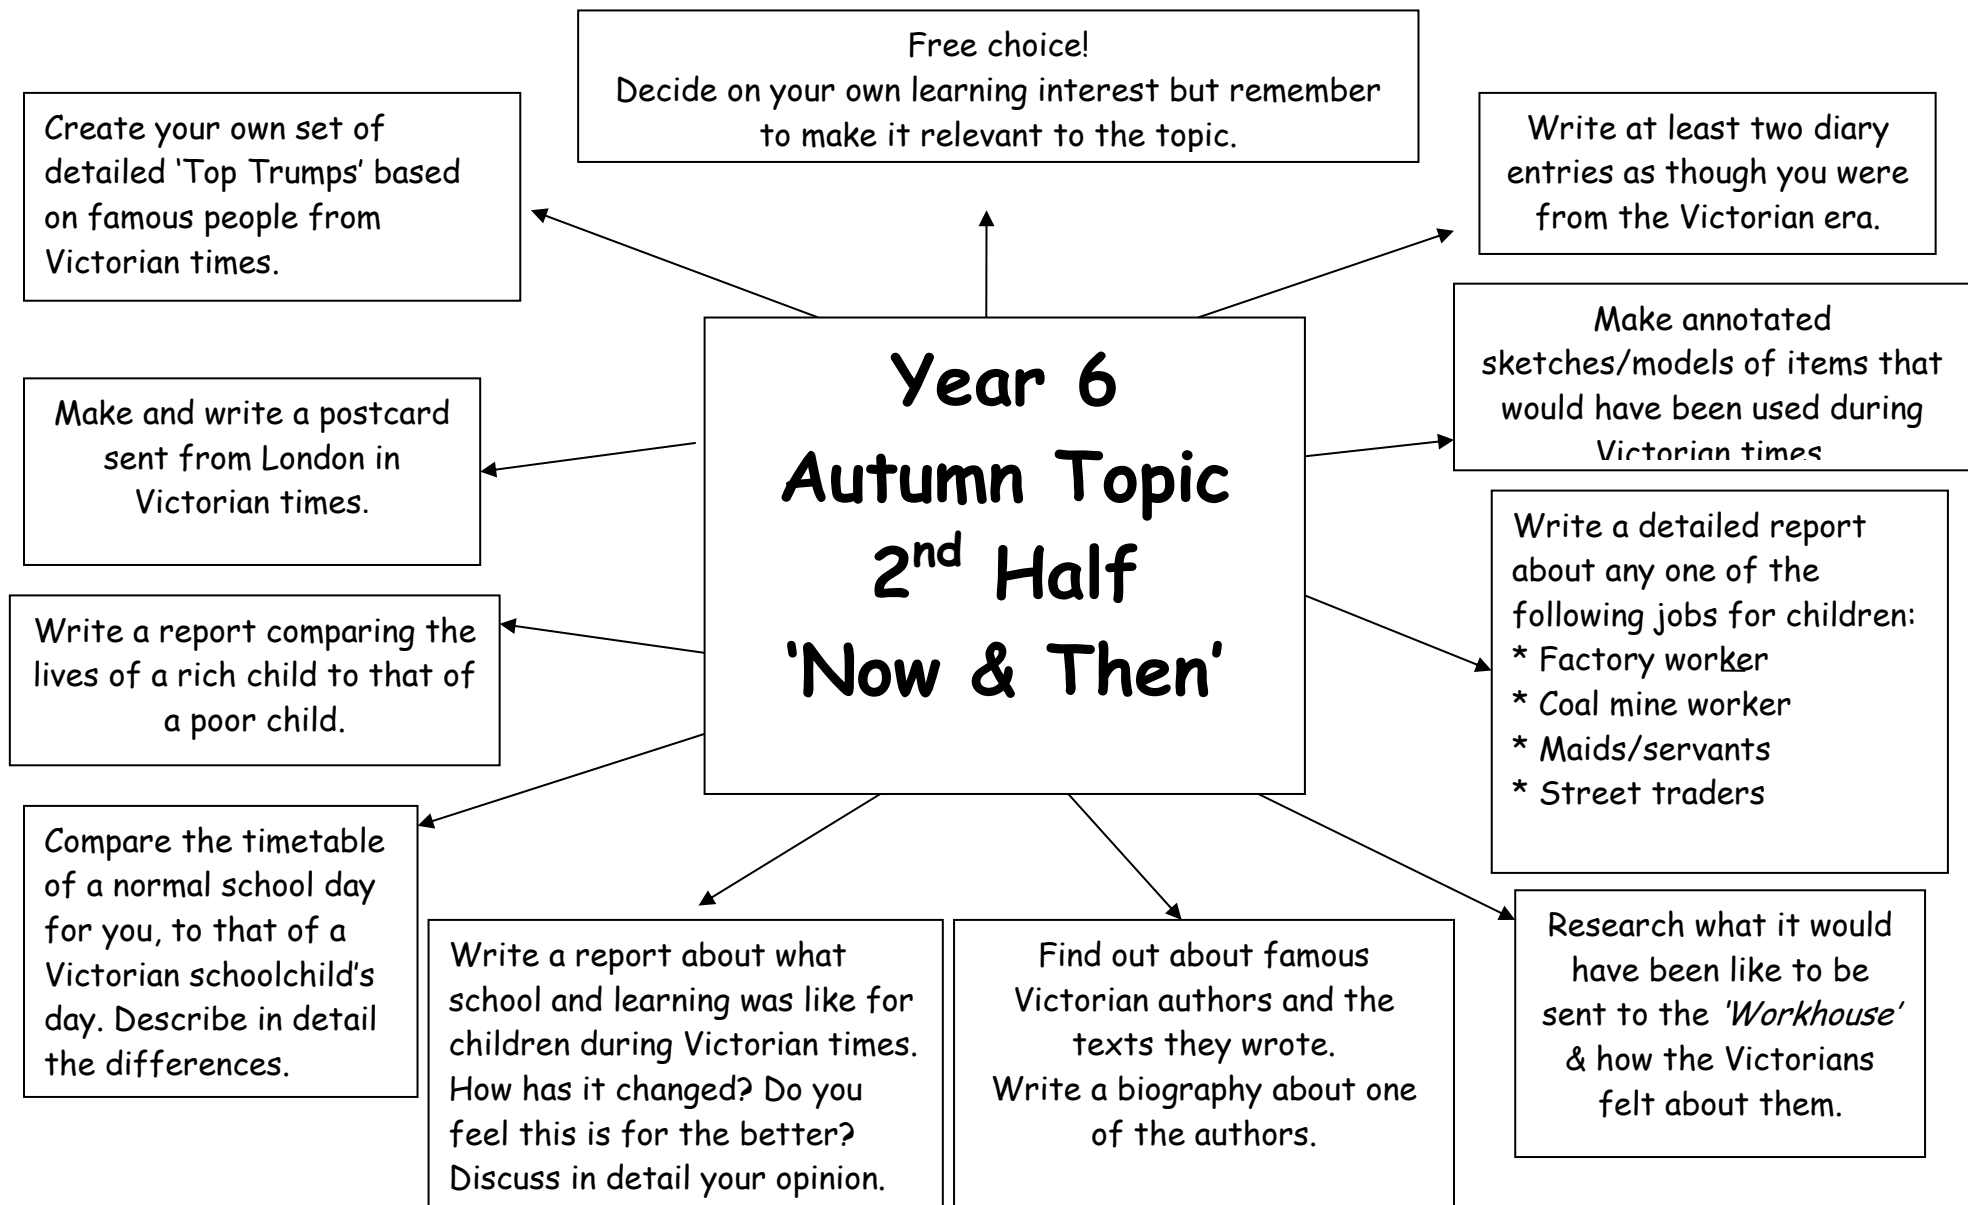 Free choice!
Decide on your own learning interest but remember
to make it relevant to the topic.
Create your own set of
detailed ‘Top Trumps’ based
on famous people from
Victorian times.
Write at least two diary
entries as though you were
from the Victorian era.
Make annotated
sketches/models of items that
would have been used during
Victorian times
Year 6
Autumn Topic
2nd Half
‘Now & Then’
Make and write a postcard
sent from London in
Victorian times.
Write a detailed report
about any one of the
following jobs for children:
* Factory worker
* Coal mine worker
* Maids/servants
* Street traders
Write a report comparing the
lives of a rich child to that of
a poor child.
Compare the timetable
of a normal school day
for you, to that of a
Victorian schoolchild’s
day. Describe in detail
the differences.
Write a report about what
school and learning was like for
children during Victorian times.
How has it changed? Do you
feel this is for the better?
Discuss in detail your opinion.
Find out about famous
Victorian authors and the
texts they wrote.
Write a biography about one
of the authors.
Research what it would
have been like to be
sent to the ‘Workhouse’
& how the Victorians
felt about them.